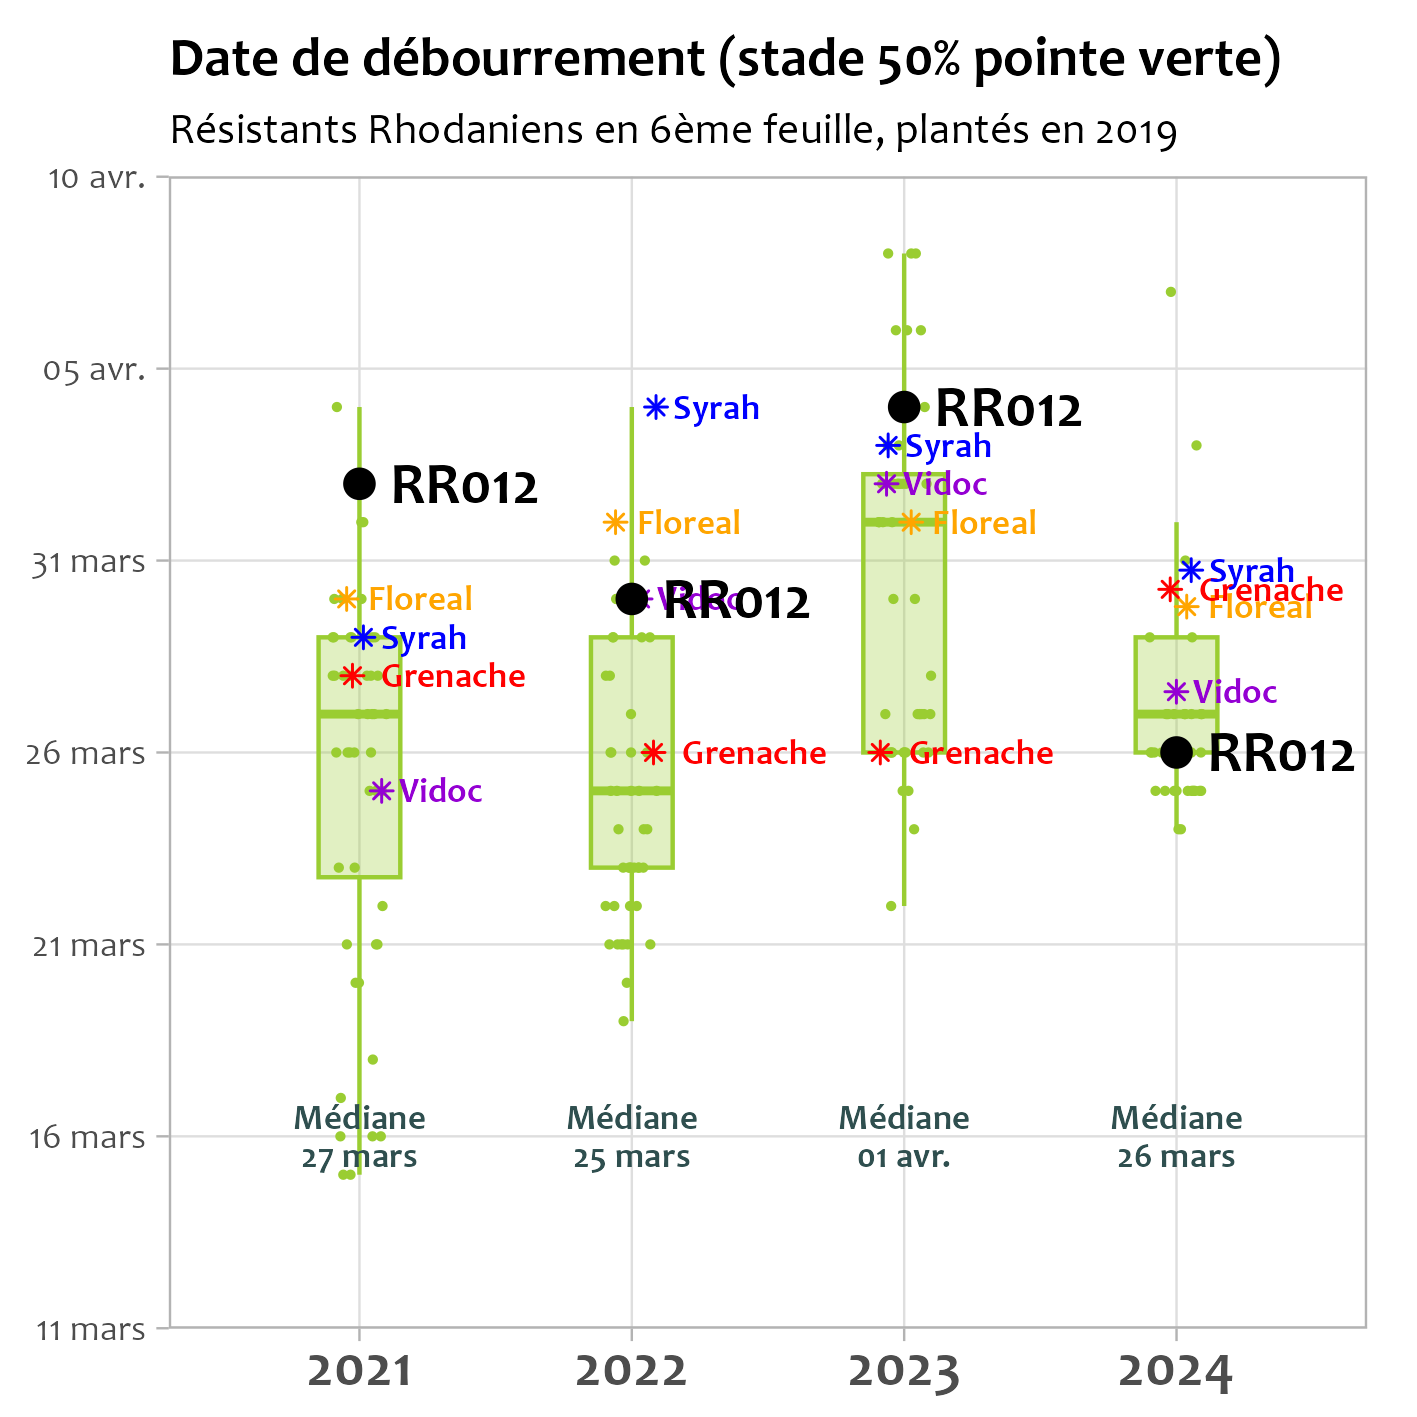 Date de débourrement (stade 50% pointe verte)
Résistants Rhodaniens en 6ème feuille, plantés en 2019
10 avr.
05 avr.
31 mars
26 mars
21 mars
16 mars
11 mars
RR012
Floreal
Syrah
Grenache
Vidoc
Médiane
27 mars
Syrah
Floreal
Vidoc
RR012
Grenache
Médiane
25 mars
RR012
Syrah
Vidoc
Floreal
Grenache
Médiane
01 avr.
Syrah
Grenache
Floreal
Vidoc
RR012
Médiane
26 mars
2021
2022
2023
2024